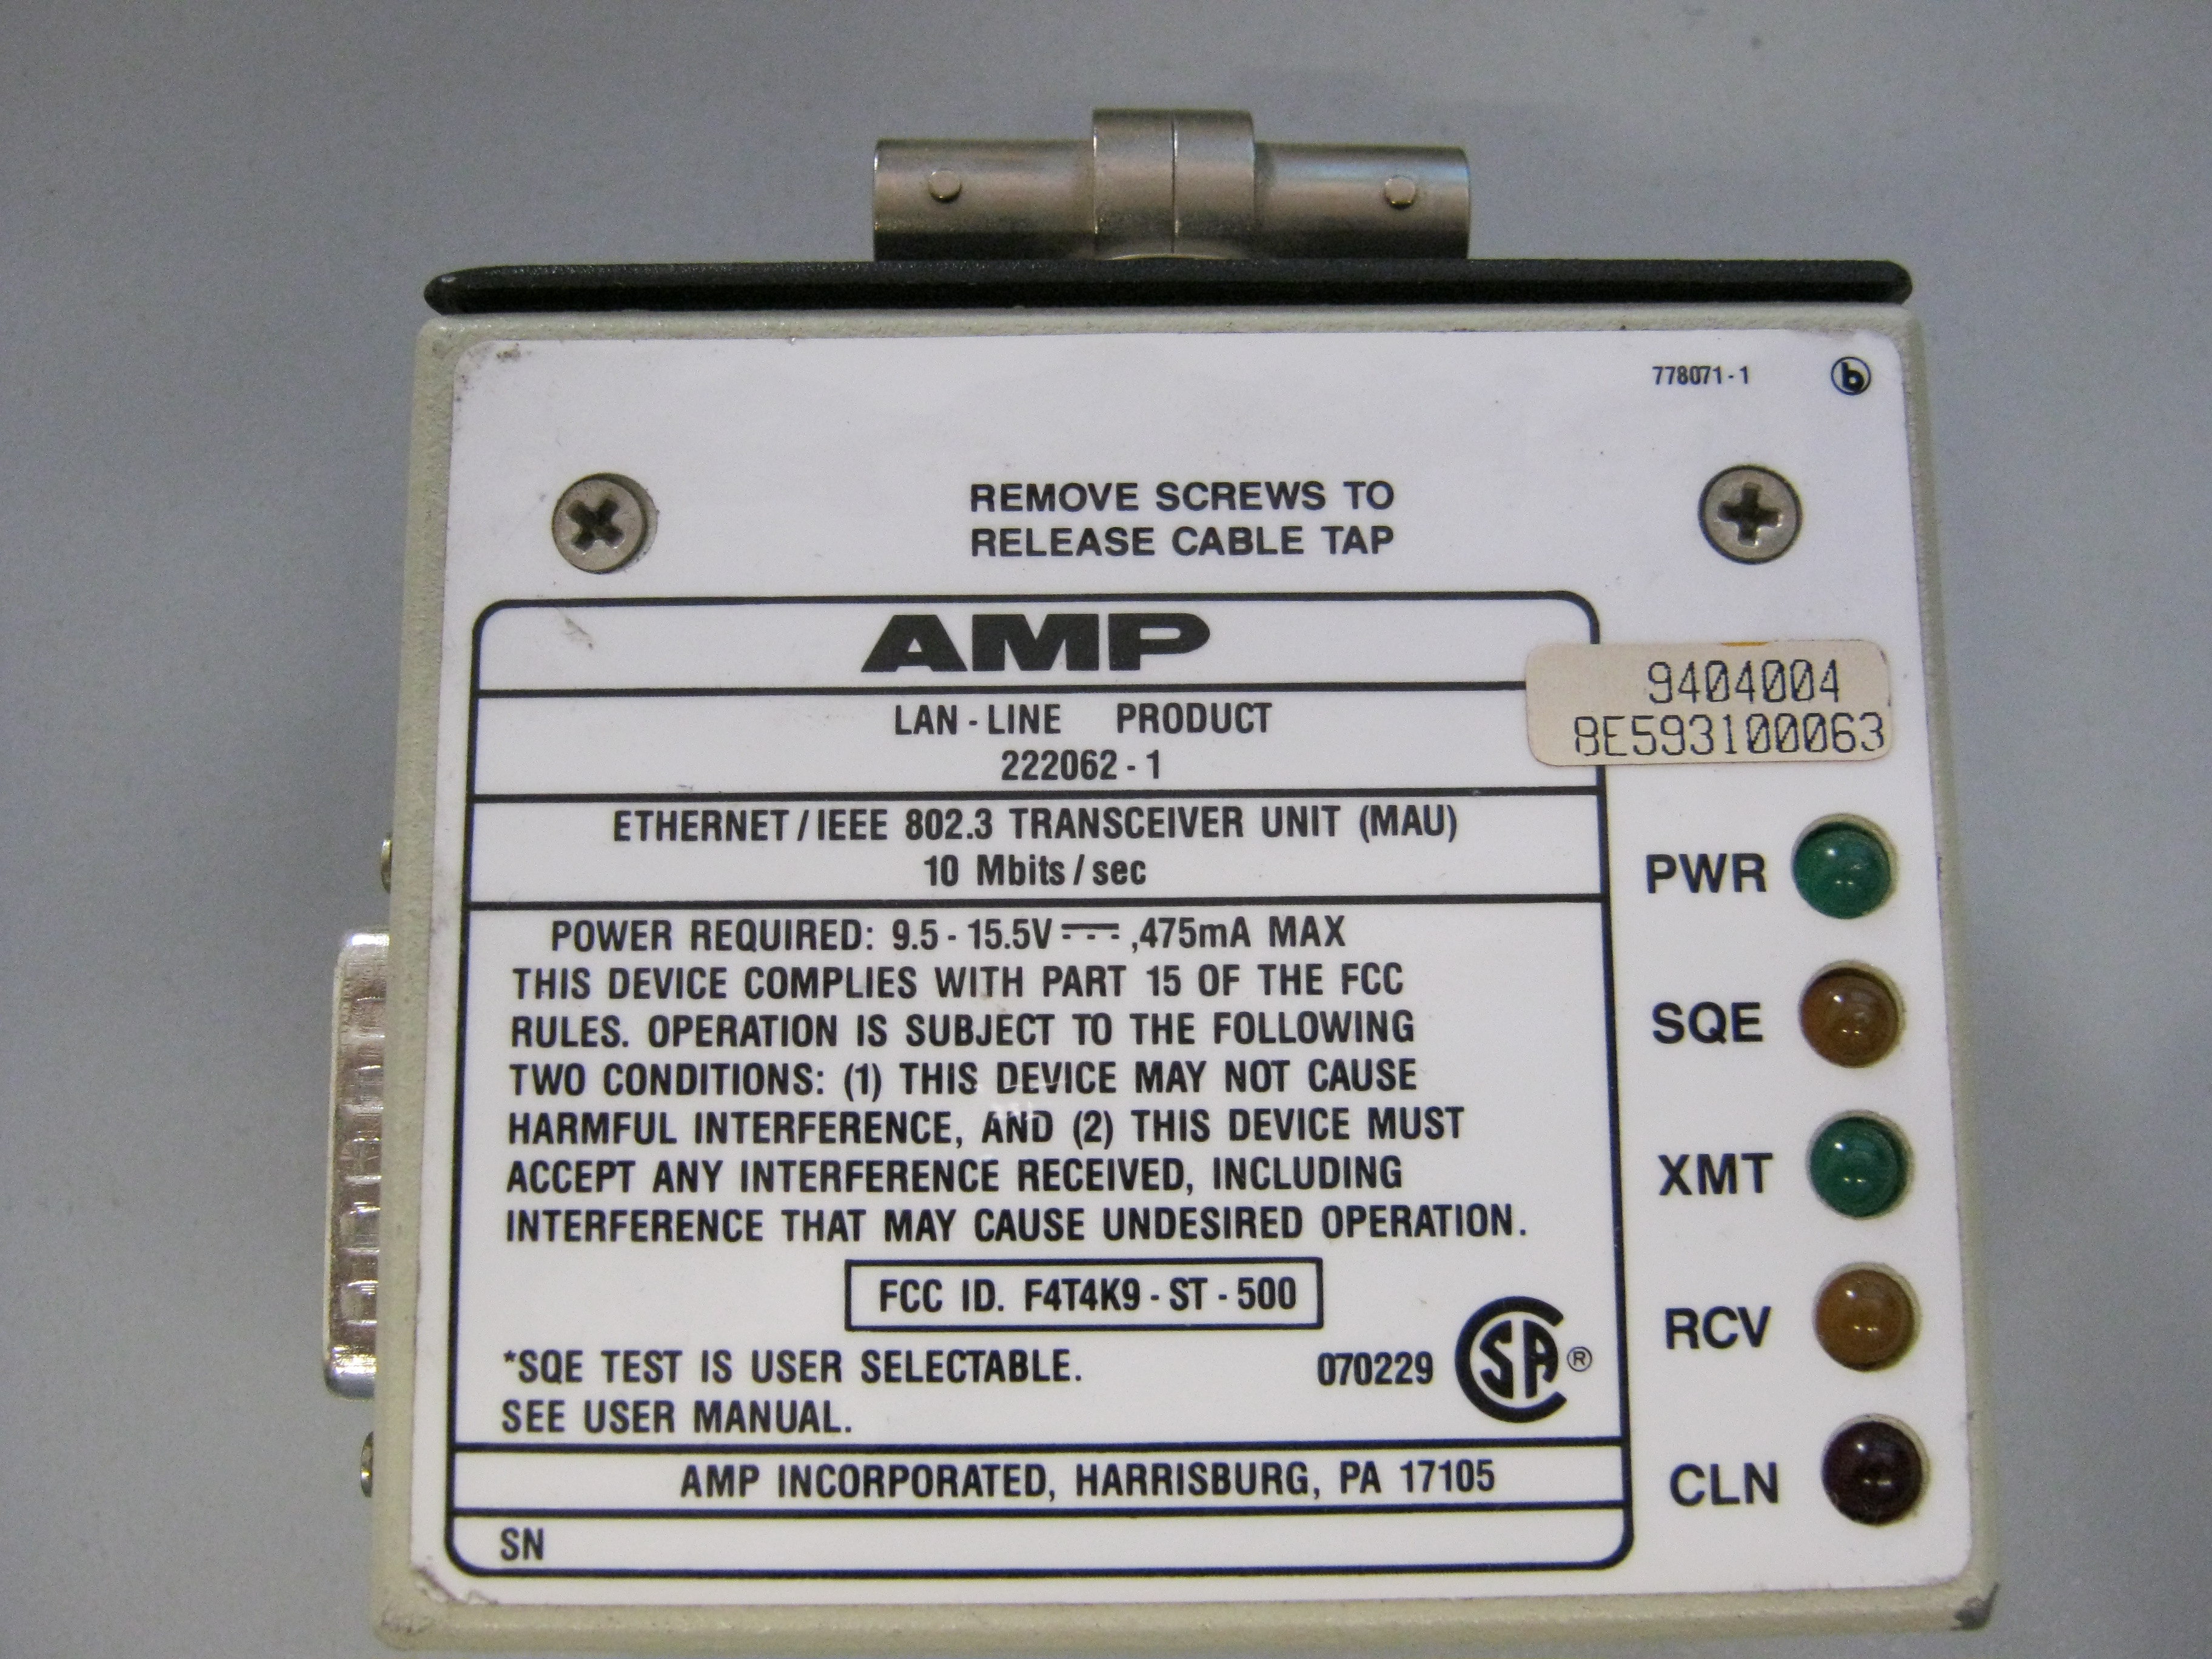 778071-1 b
REMOVE SCREWS TO
RELEASE CABLE TAP
AMP
LAN-LINE PRODUCT
222062-1
9404004
8E593100063
ETHERNET/IEEE 802.3 TRANSCEIVER UNIT (MAU)
10 Mbits/sec
POWER REQUIRED: 9.5-15.5V⎓,475mA MAX
THIS DEVICE COMPLIES WITH PART 15 OF THE FCC
RULES. OPERATION IS SUBJECT TO THE FOLLOWING
TWO CONDITIONS: (1) THIS DEVICE MAY NOT CAUSE
HARMFUL INTERFERENCE, AND (2) THIS DEVICE MUST
ACCEPT ANY INTERFERENCE RECEIVED, INCLUDING
INTERFERENCE THAT MAY CAUSE UNDESIRED OPERATION.
FCC ID. F4T4K9-ST-500
*SQE TEST IS USER SELECTABLE.
SEE USER MANUAL.
070229 CSA®
AMP INCORPORATED, HARRISBURG, PA 17105
SN
PWR
SQE
XMT
RCV
CLN